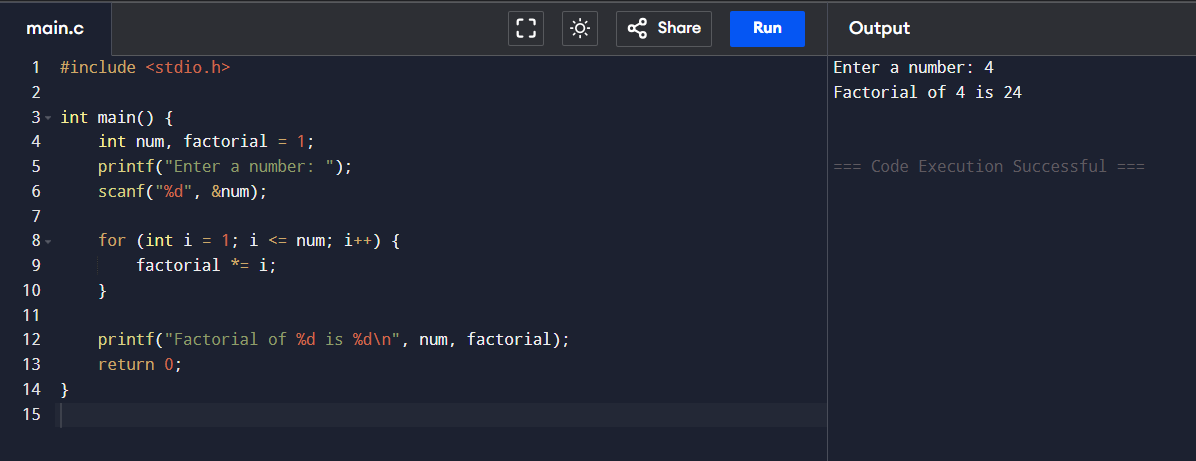 main.c Share Run Output
1 #include <stdio.h>
2
3 int main() {
4     int num, factorial = 1;
5     printf("Enter a number: ");
6     scanf("%d", &num);
7
8     for (int i = 1; i <= num; i++) {
9         factorial *= i;
10     }
11
12     printf("Factorial of %d is %d\n", num, factorial);
13     return 0;
14 }
15
Enter a number: 4
Factorial of 4 is 24
=== Code Execution Successful ===